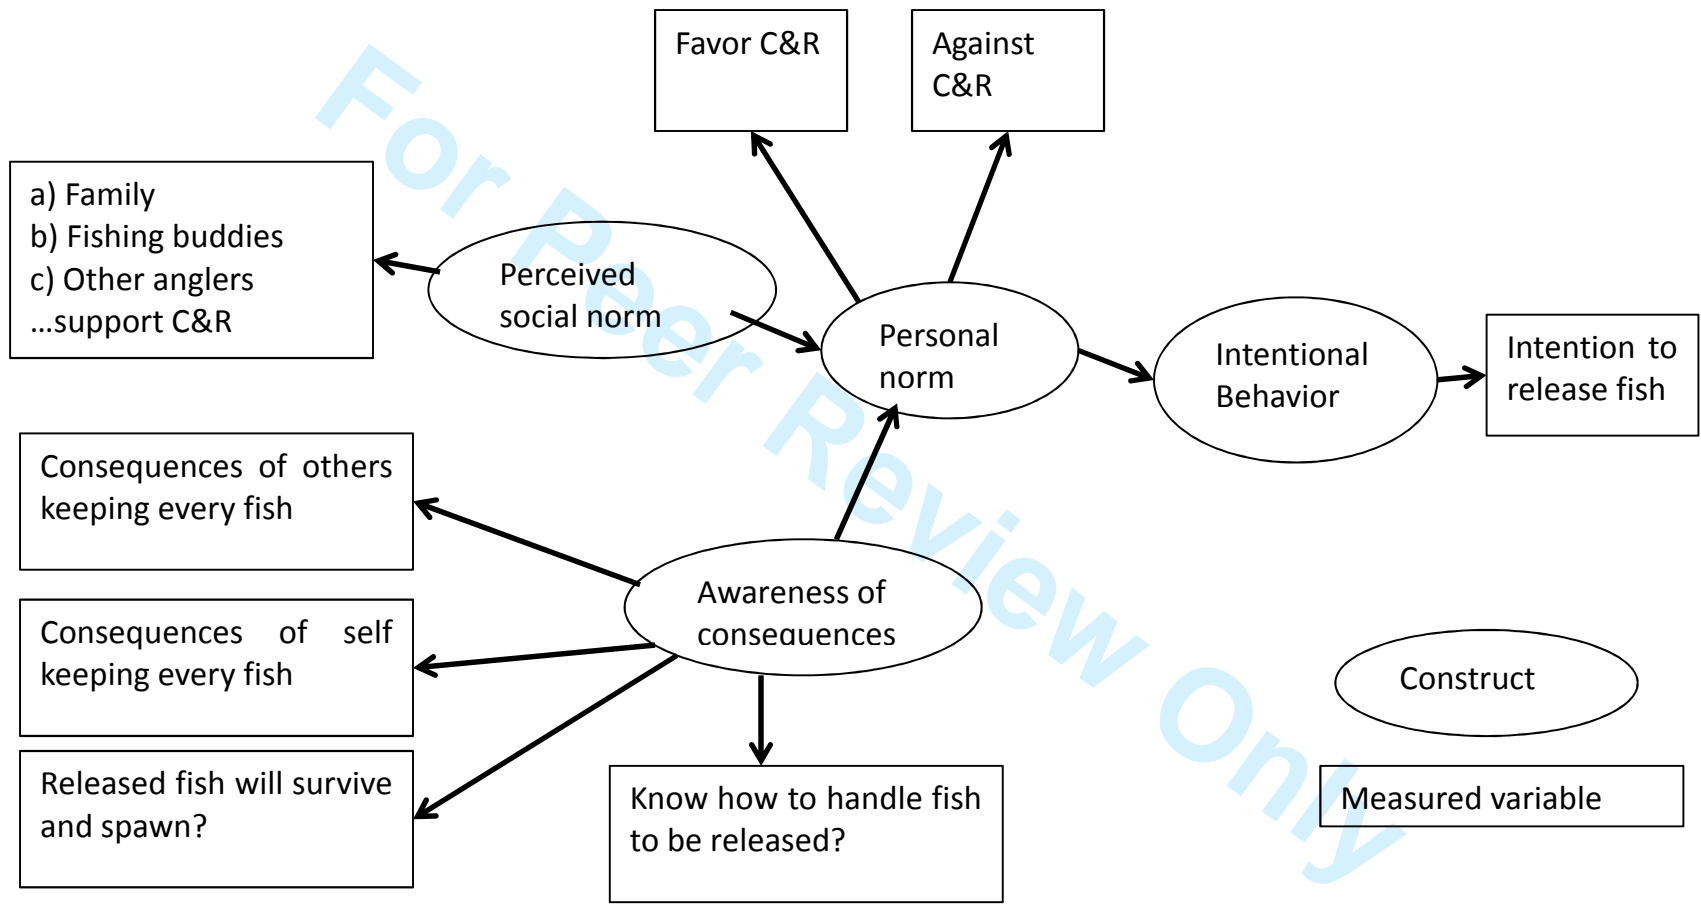 Favor C&R
Against
C&R
a) Family
b) Fishing buddies
c) Other anglers
...support C&R
Perceived
social norm
Personal
norm
Intentional
Behavior
Intention to
release fish
Consequences of others
keeping every fish
Awareness of
consequences
Consequences of self
keeping every fish
Construct
Released fish will survive
and spawn?
Know how to handle fish
to be released?
Measured variable
For Peer Review Only